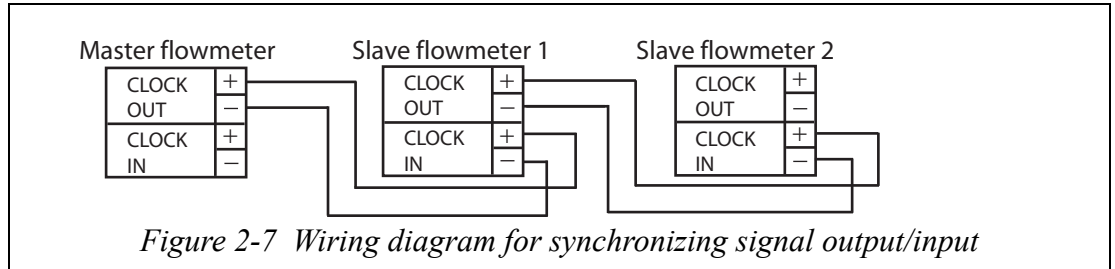 Master flowmeter Slave flowmeter 1 Slave flowmeter 2
CLOCK + CLOCK + CLOCK +
OUT − OUT − OUT −
CLOCK + CLOCK + CLOCK +
IN − IN − IN −
Figure 2-7 Wiring diagram for synchronizing signal output/input